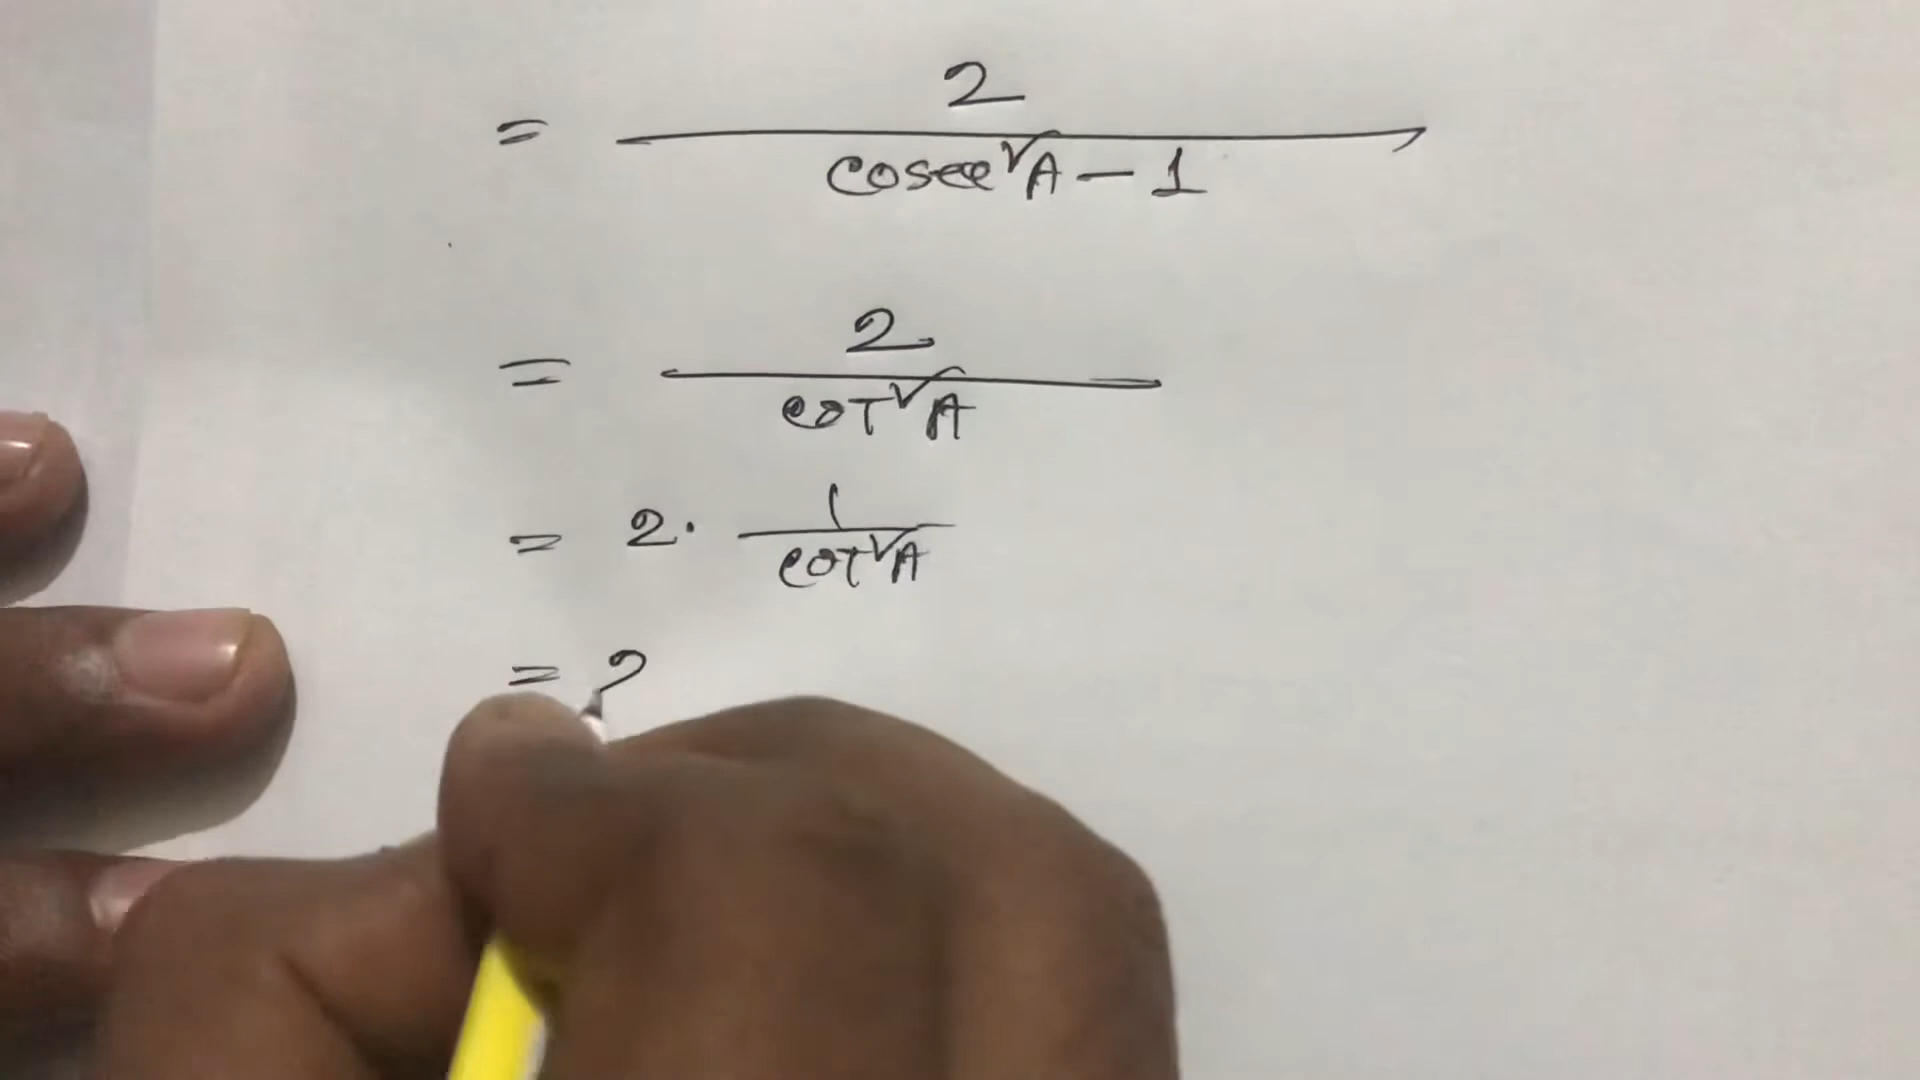 = 2 / cosec²A - 1
= 2 / cot²A
= 2. 1 / cot²A
= 2